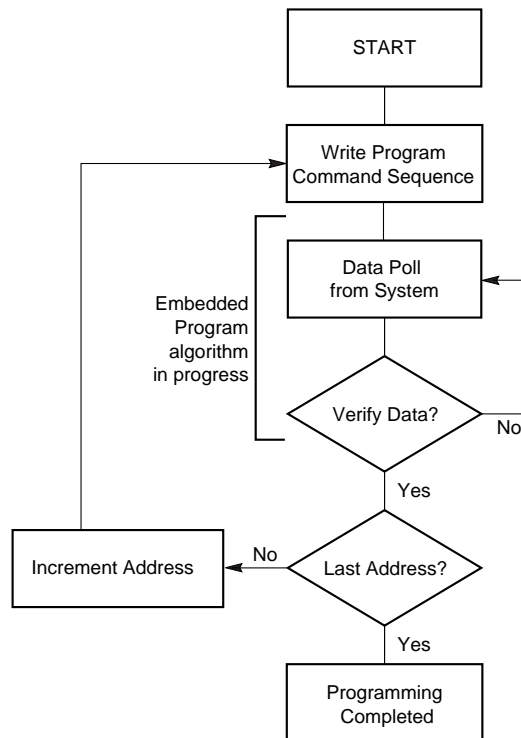 START
Write Program
Command Sequence
Data Poll
from System
Embedded
Program
algorithm
in progress
Verify Data?
No
Yes
No
Increment Address
Last Address?
Yes
Programming
Completed